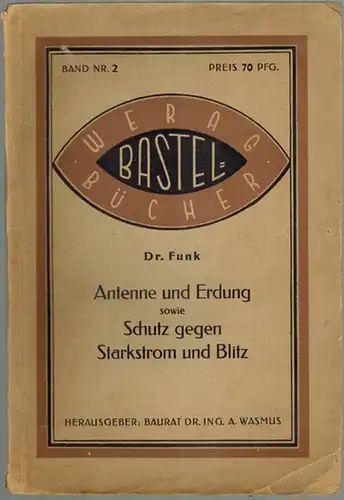 BAND NR. 2 PREIS 70 PFG.
WERAG
BASTEL=
BÜCHER
Dr. Funk
Antenne und Erdung
sowie
Schutz gegen
Starkstrom und Blitz
HERAUSGEBER: BAURAT DR. ING. A. WASMUS